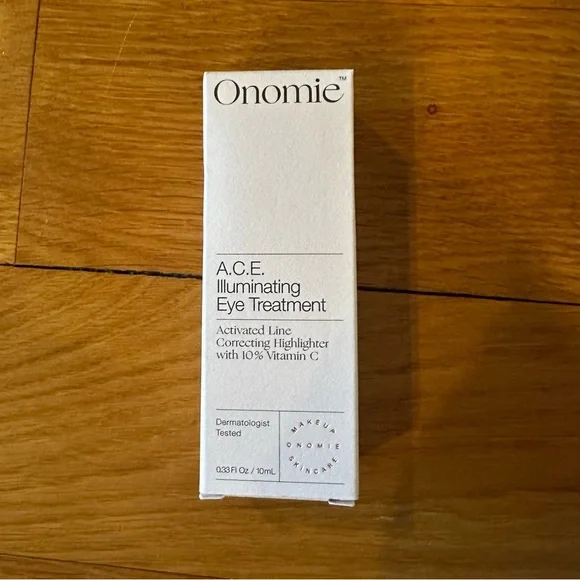 Onomie™
A.C.E.
Illuminating
Eye Treatment
Activated Line
Correcting Highlighter
with 10% Vitamin C
Dermatologist
Tested
0.33 Fl Oz / 10mL
MAKEUP
ONOMIE
SKINCARE